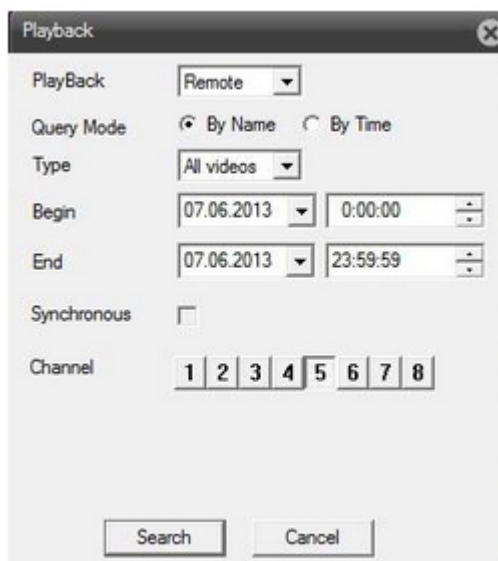 Playback
PlayBack Remote
Query Mode By Name By Time
Type All videos
Begin 07.06.2013 0:00:00
End 07.06.2013 23:59:59
Synchronous
Channel 1 2 3 4 5 6 7 8
Search Cancel